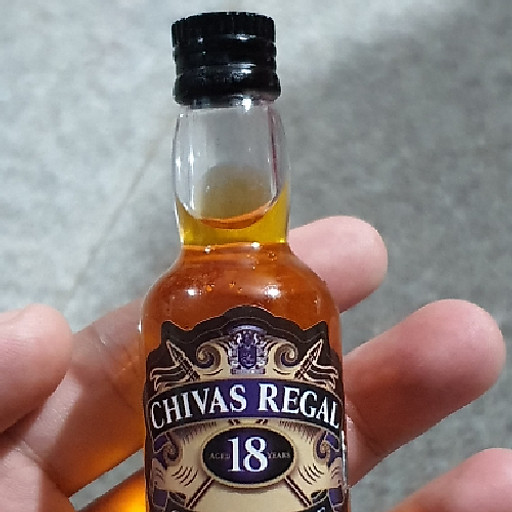 CHIVAS REGAL
AGED 18 YEARS